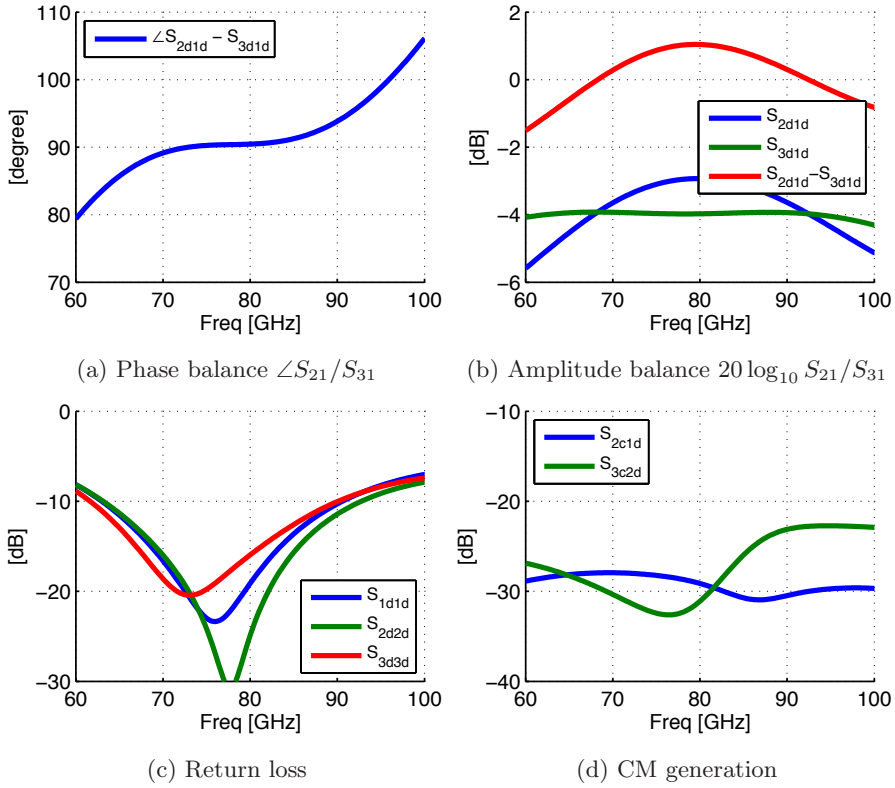 110
100
90
80
70
[degree]
∠S2d1d − S3d1d
60 70 80 90 100
Freq [GHz]
(a) Phase balance ∠S21/S31
2
0
−2
−4
−6
[dB]
S2d1d
S3d1d
S2d1d−S3d1d
60 70 80 90 100
Freq [GHz]
(b) Amplitude balance 20 log10 S21/S31
0
−10
−20
−30
[dB]
S1d1d
S2d2d
S3d3d
60 70 80 90 100
Freq [GHz]
(c) Return loss
−10
−20
−30
−40
[dB]
S2c1d
S3c2d
60 70 80 90 100
Freq [GHz]
(d) CM generation